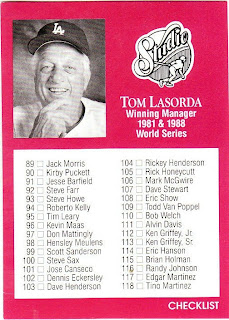 LA
Studio
TOM LASORDA
Winning Manager
1981 & 1988
World Series
89 Jack Morris
90 Kirby Puckett
91 Jesse Barfield
92 Steve Farr
93 Steve Howe
94 Roberto Kelly
95 Tim Leary
96 Kevin Maas
97 Don Mattingly
98 Hensley Meulens
99 Scott Sanderson
100 Steve Sax
101 Jose Canseco
102 Dennis Eckersley
103 Dave Henderson
104 Rickey Henderson
105 Rick Honeycutt
106 Mark McGwire
107 Dave Stewart
108 Eric Show
109 Todd Van Poppel
110 Bob Welch
111 Alvin Davis
112 Ken Griffey, Jr.
113 Ken Griffey, Sr.
114 Eric Hanson
115 Brian Holman
116 Randy Johnson
117 Edgar Martinez
118 Tino Martinez
CHECKLIST